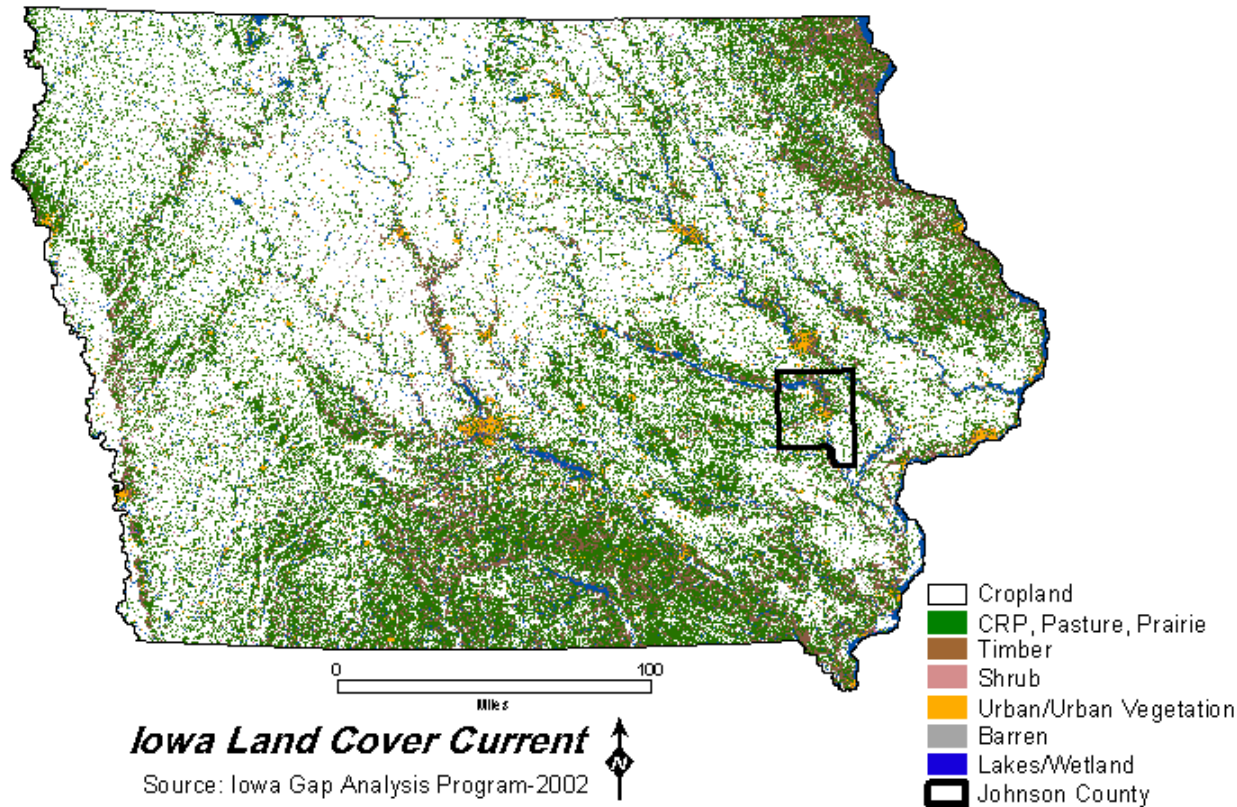 Cropland
CRP, Pasture, Prairie
Timber
Shrub
Urban/Urban Vegetation
Barren
Lakes/Wetland
Johnson County
0 100
Miles
Iowa Land Cover Current
N
Source: Iowa Gap Analysis Program-2002